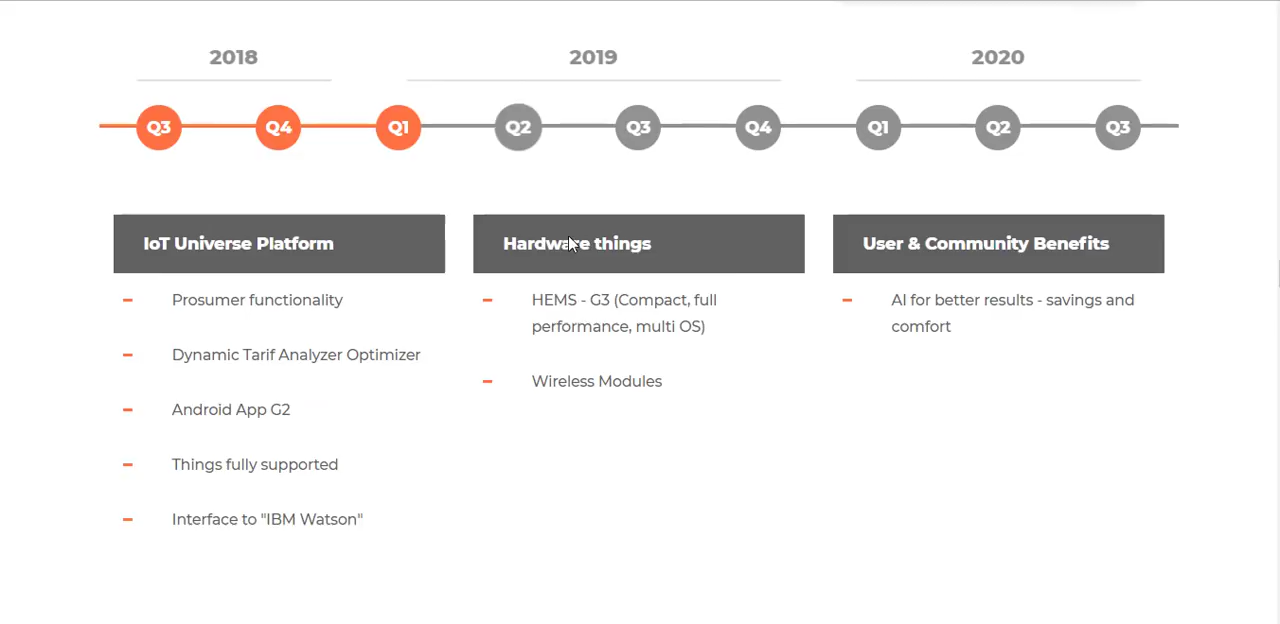 2018
2019
2020
Q3
Q4
Q1
Q2
Q3
Q4
Q1
Q2
Q3
IoT Universe Platform
Prosumer functionality
Dynamic Tarif Analyzer Optimizer
Android App G2
Things fully supported
Interface to "IBM Watson"
Hardware things
HEMS - G3 (Compact, full
performance, multi OS)
Wireless Modules
User & Community Benefits
AI for better results - savings and
comfort